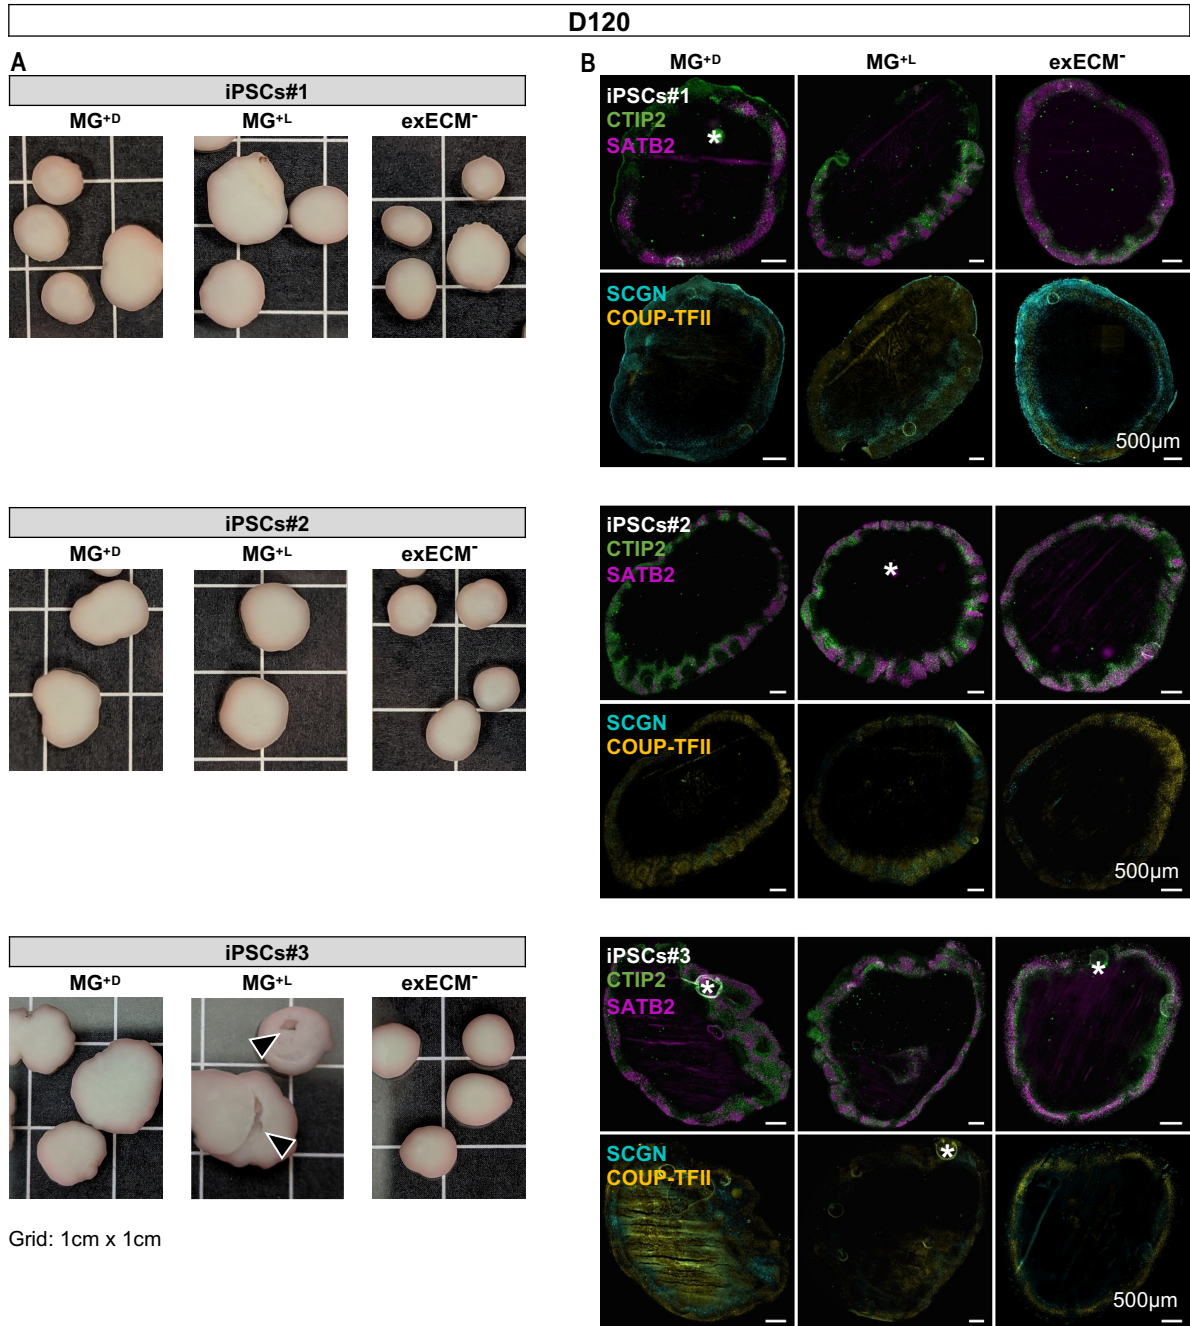 D120
A
iPSCs#1
MG+D MG+L exECM-
B
MG+D MG+L exECM-
iPSCs#1
CTIP2
SATB2
*
SCGN
COUP-TFII
500µm
iPSCs#2
MG+D MG+L exECM-
iPSCs#2
CTIP2
SATB2
*
SCGN
COUP-TFII
500µm
iPSCs#3
MG+D MG+L exECM-
iPSCs#3
CTIP2
SATB2
* *
SCGN
COUP-TFII
*
500µm
Grid: 1cm x 1cm